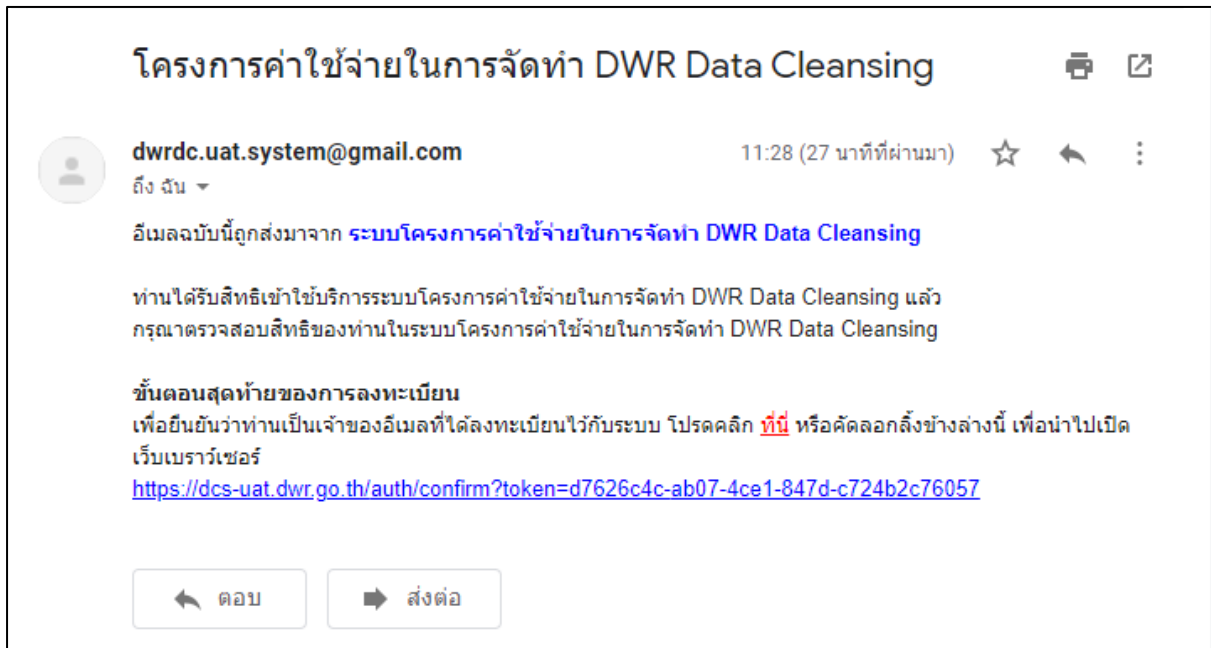 โครงการค่าใช้จ่ายในการจัดทำ DWR Data Cleansing
dwrdc.uat.system@gmail.com 11:28 (27 นาทีที่ผ่านมา)
ถึง ฉัน
อีเมลฉบับนี้ถูกส่งมาจาก ระบบโครงการค่าใช้จ่ายในการจัดทำ DWR Data Cleansing
ท่านได้รับสิทธิเข้าใช้บริการระบบโครงการค่าใช้จ่ายในการจัดทำ DWR Data Cleansing แล้ว
กรุณาตรวจสอบสิทธิของท่านในระบบโครงการค่าใช้จ่ายในการจัดทำ DWR Data Cleansing
ขั้นตอนสุดท้ายของการลงทะเบียน
เพื่อยืนยันว่าท่านเป็นเจ้าของอีเมลที่ได้ลงทะเบียนไว้กับระบบ โปรดคลิก ที่นี่ หรือคัดลอกลิ้งข้างล่างนี้ เพื่อนำไปเปิด
เว็บเบราว์เซอร์
https://dcs-uat.dwr.go.th/auth/confirm?token=d7626c4c-ab07-4ce1-847d-c724b2c76057
ตอบ ส่งต่อ